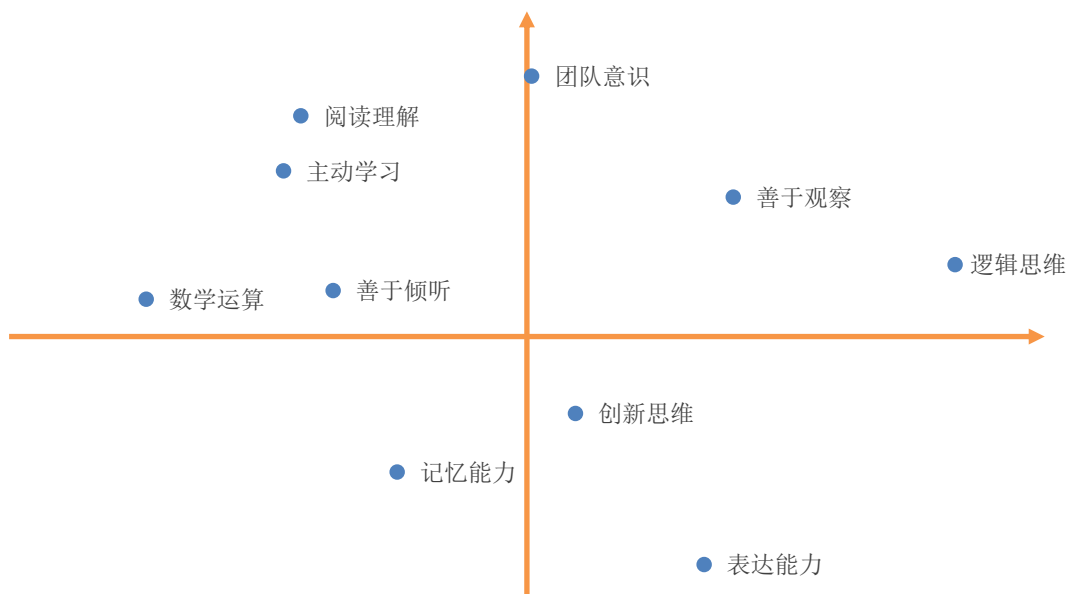 团队意识
阅读理解
主动学习
善于观察
逻辑思维
善于倾听
数学运算
创新思维
记忆能力
表达能力